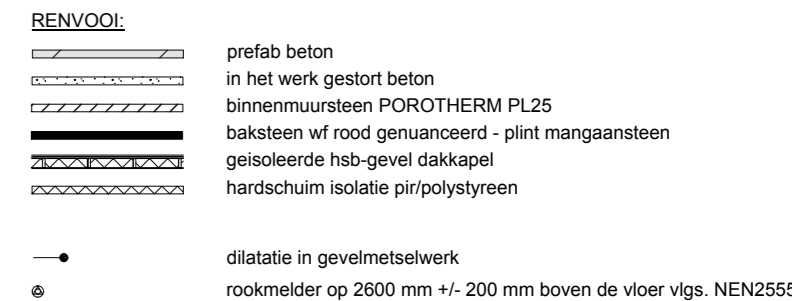 RENVOOI:
prefab beton
in het werk gestort beton
binnenmuursteen POROTHERM PL25
baksteen wf rood genuanceerd - plint mangaansteen
geisoleerde hsb-gevel dakkapel
hardschuim isolatie pir/polystyreen
dilatatie in gevelmetselwerk
rookmelder op 2600 mm +/- 200 mm boven de vloer vlgs. NEN2555